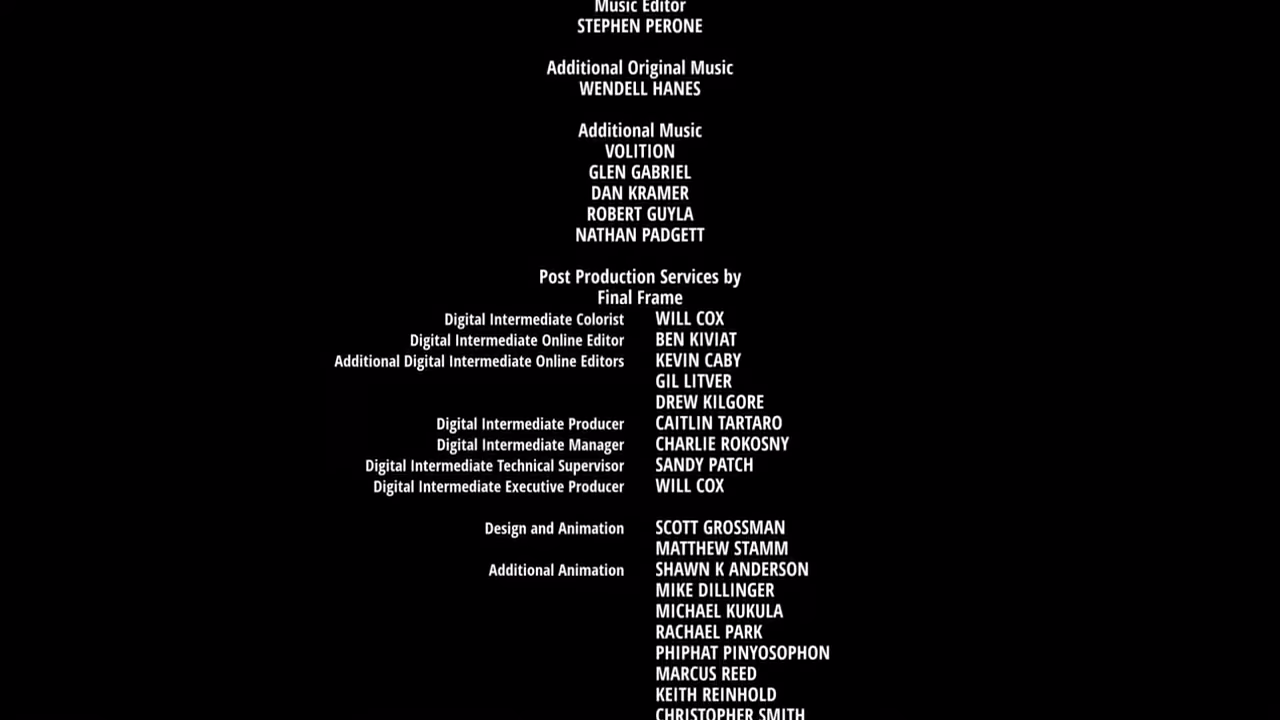 Music Editor
STEPHEN PERONE
Additional Original Music
WENDELL HANES
Additional Music
VOLITION
GLEN GABRIEL
DAN KRAMER
ROBERT GUYLA
NATHAN PADGETT
Post Production Services by
Final Frame
Digital Intermediate Colorist WILL COX
Digital Intermediate Online Editor BEN KIVIAT
Additional Digital Intermediate Online Editors KEVIN CABY
GIL LITVER
DREW KILGORE
Digital Intermediate Producer CAITLIN TARTARO
Digital Intermediate Manager CHARLIE ROKOSNY
Digital Intermediate Technical Supervisor SANDY PATCH
Digital Intermediate Executive Producer WILL COX
Design and Animation SCOTT GROSSMAN
MATTHEW STAMM
Additional Animation SHAWN K ANDERSON
MIKE DILLINGER
MICHAEL KUKULA
RACHAEL PARK
PHIPHAT PINYOSOPHON
MARCUS REED
KEITH REINHOLD
CHRISTOPHER SMITH